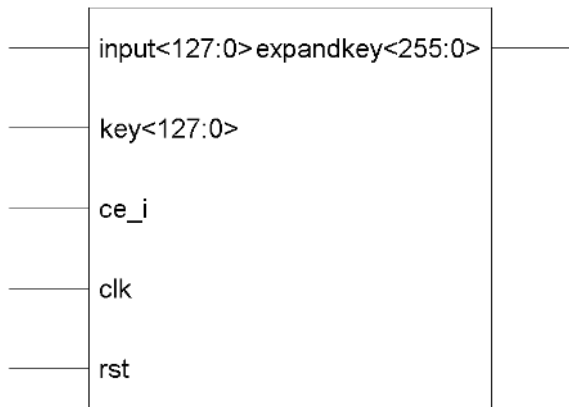 input<127:0> expandkey<255:0>
key<127:0>
ce_i
clk
rst